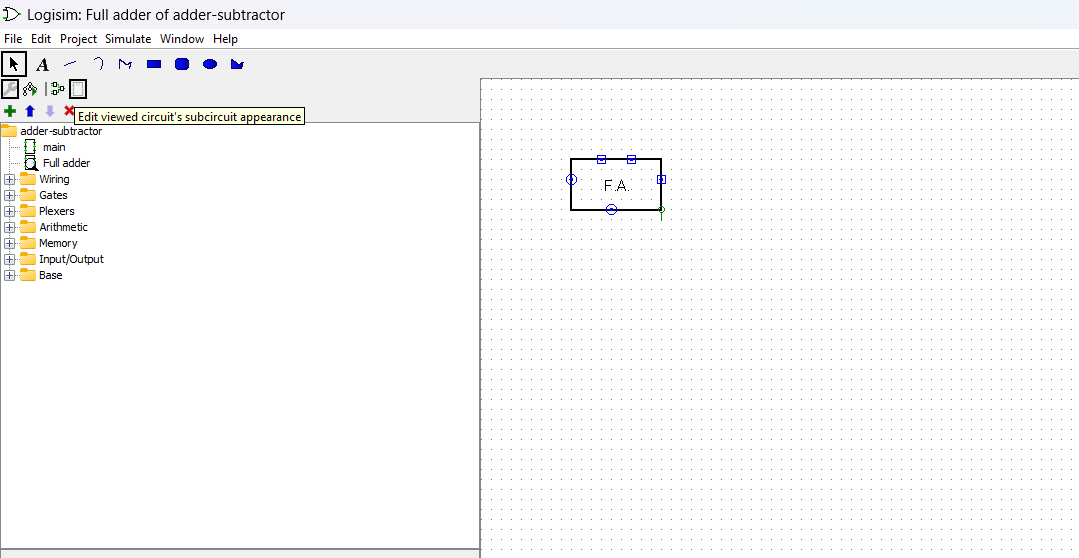 Logisim: Full adder of adder-subtractor
File Edit Project Simulate Window Help
A
Edit viewed circuit's subcircuit appearance
adder-subtractor
main
Full adder
Wiring
Gates
Plexers
Arithmetic
Memory
Input/Output
Base
F.A.